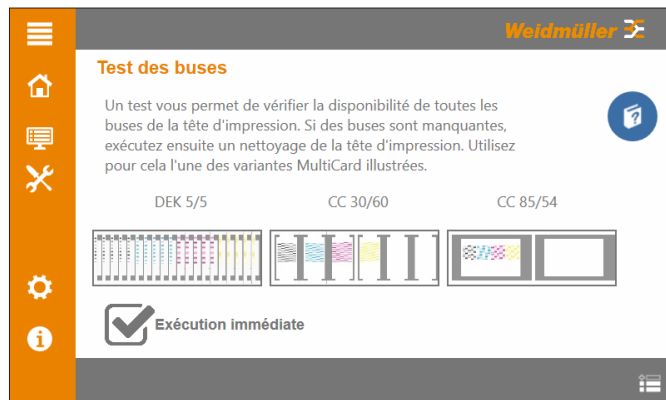 Weidmüller
Test des buses
Un test vous permet de vérifier la disponibilité de toutes les
buses de la tête d'impression. Si des buses sont manquantes,
exécutez ensuite un nettoyage de la tête d'impression. Utilisez
pour cela l'une des variantes MultiCard illustrées.
DEK 5/5 CC 30/60 CC 85/54
Exécution immédiate